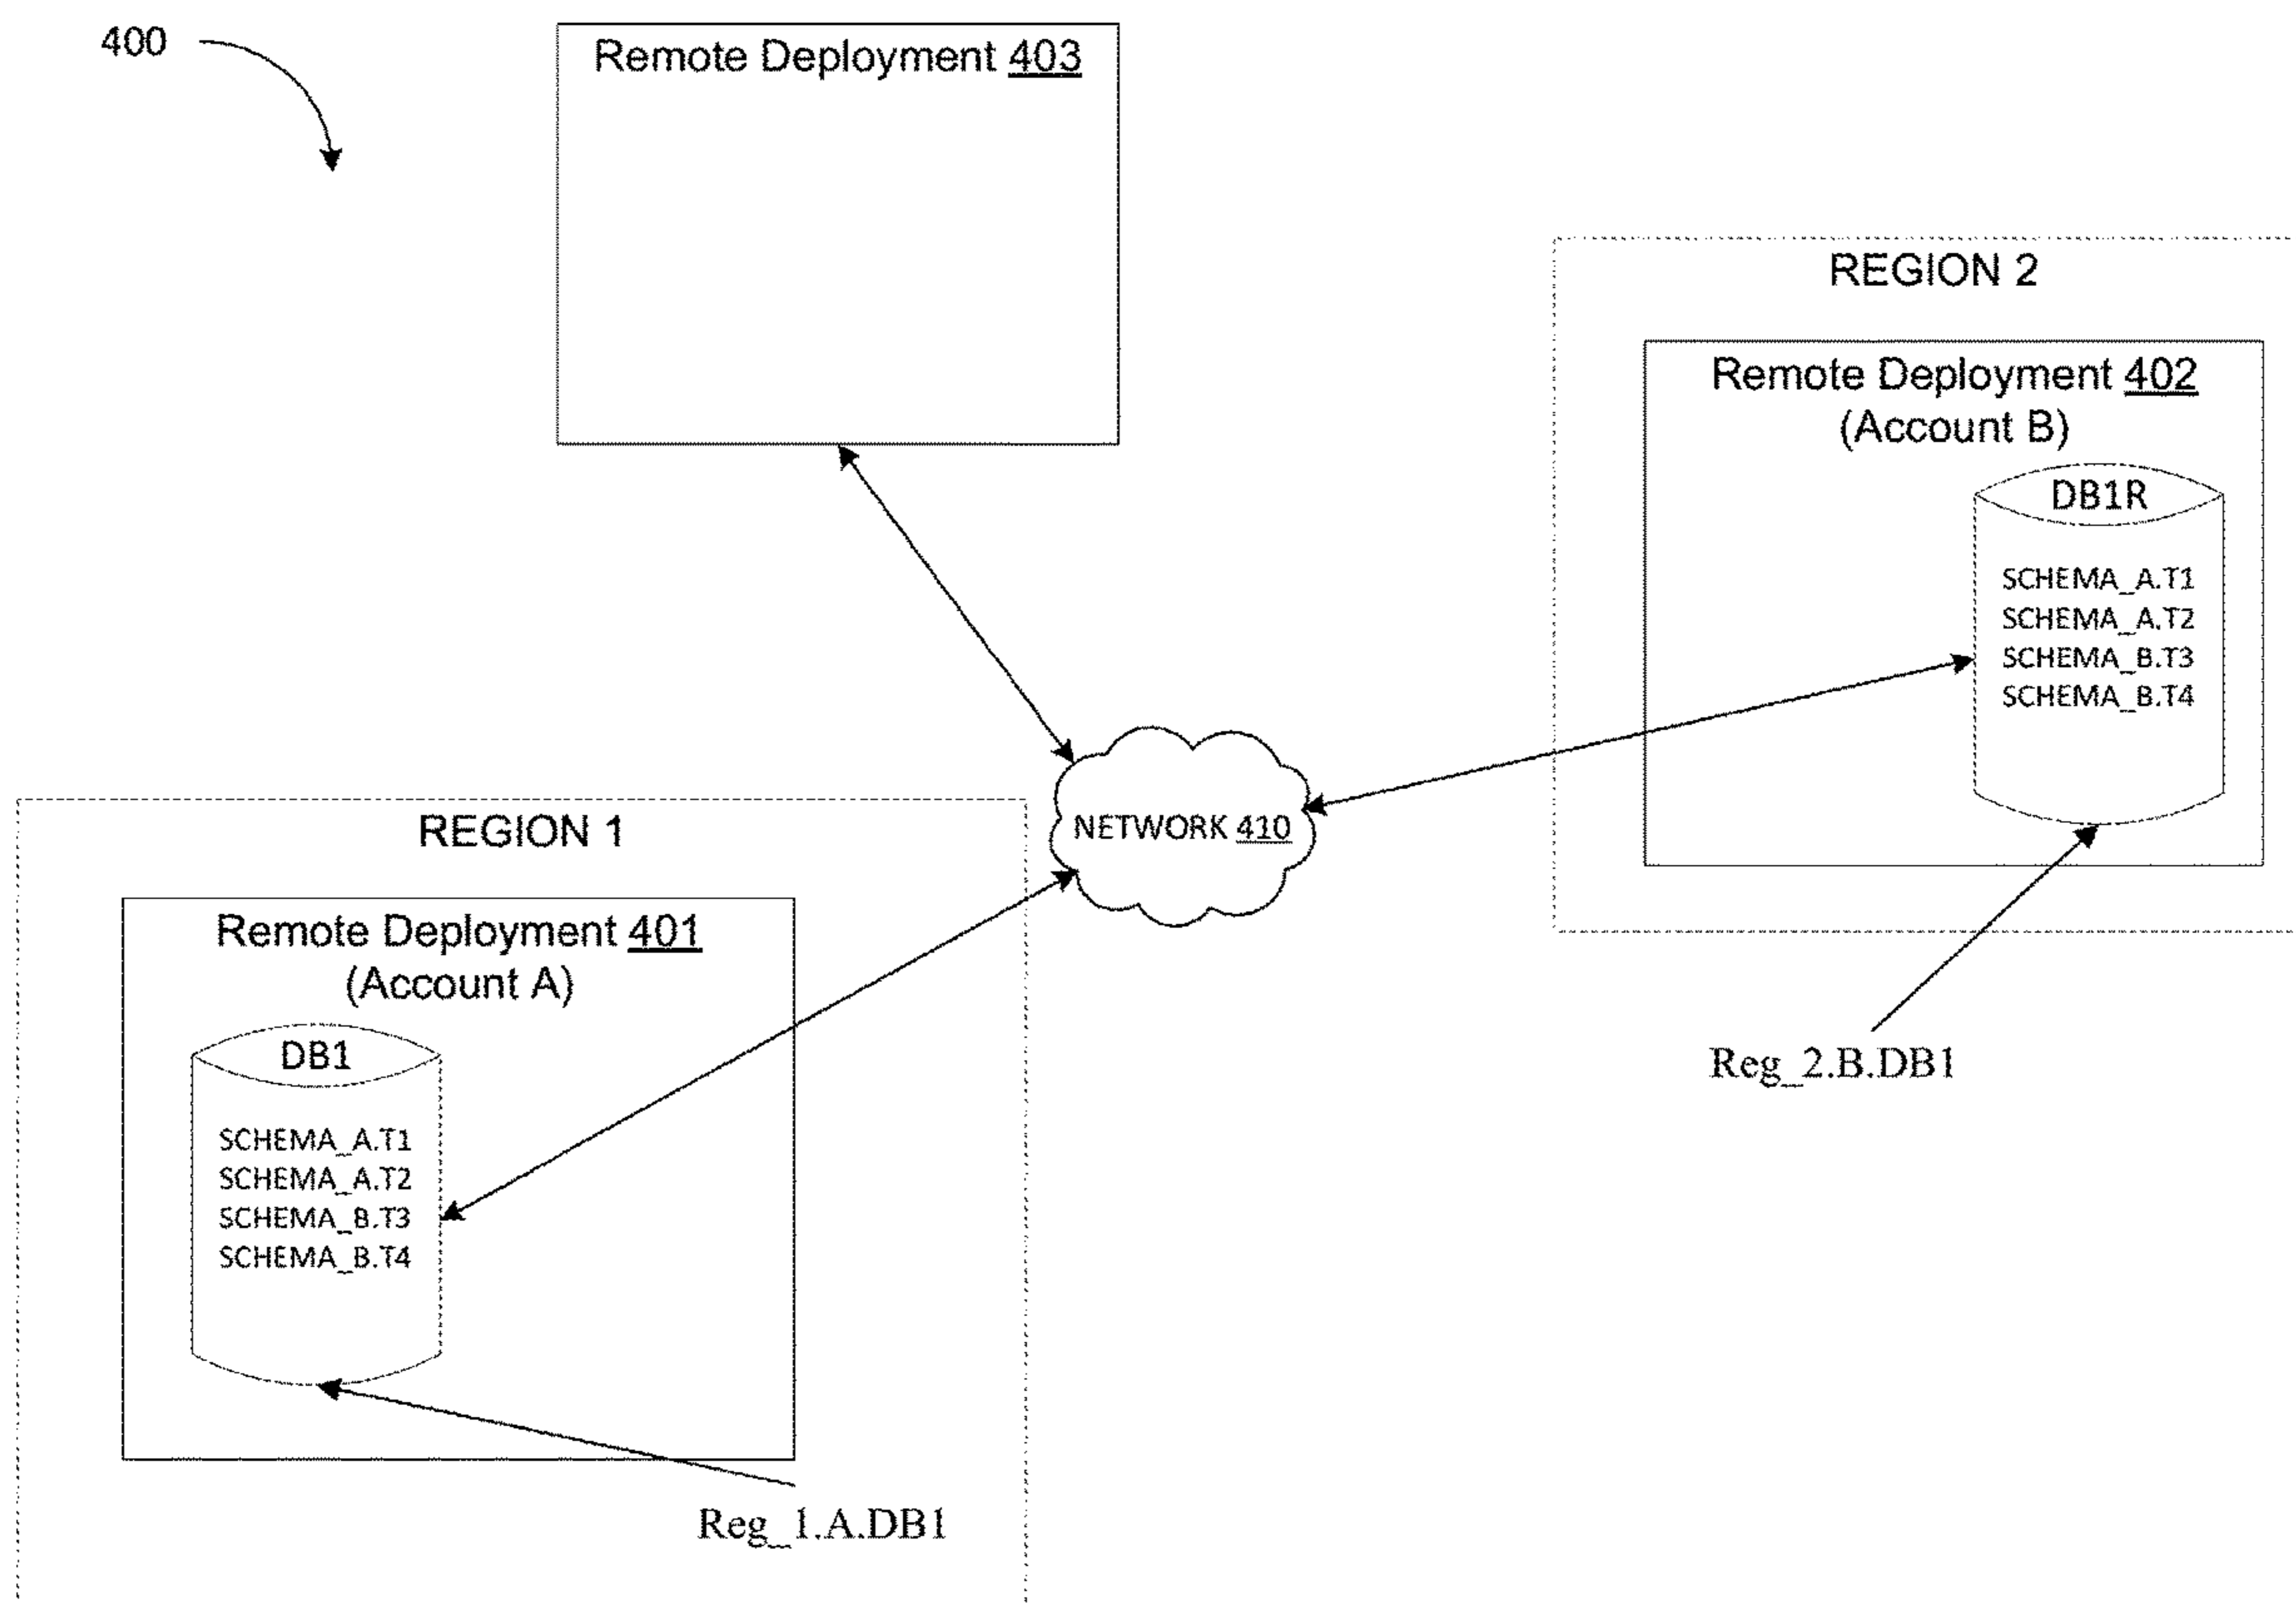 400
Remote Deployment 403
REGION 2
Remote Deployment 402
(Account B)
DB1R
SCHEMA_A.T1
SCHEMA_A.T2
SCHEMA_B.T3
SCHEMA_B.T4
NETWORK 410
REGION 1
Remote Deployment 401
(Account A)
DB1
SCHEMA_A.T1
SCHEMA_A.T2
SCHEMA_B.T3
SCHEMA_B.T4
Reg_2.B.DB1
Reg_1.A.DB1